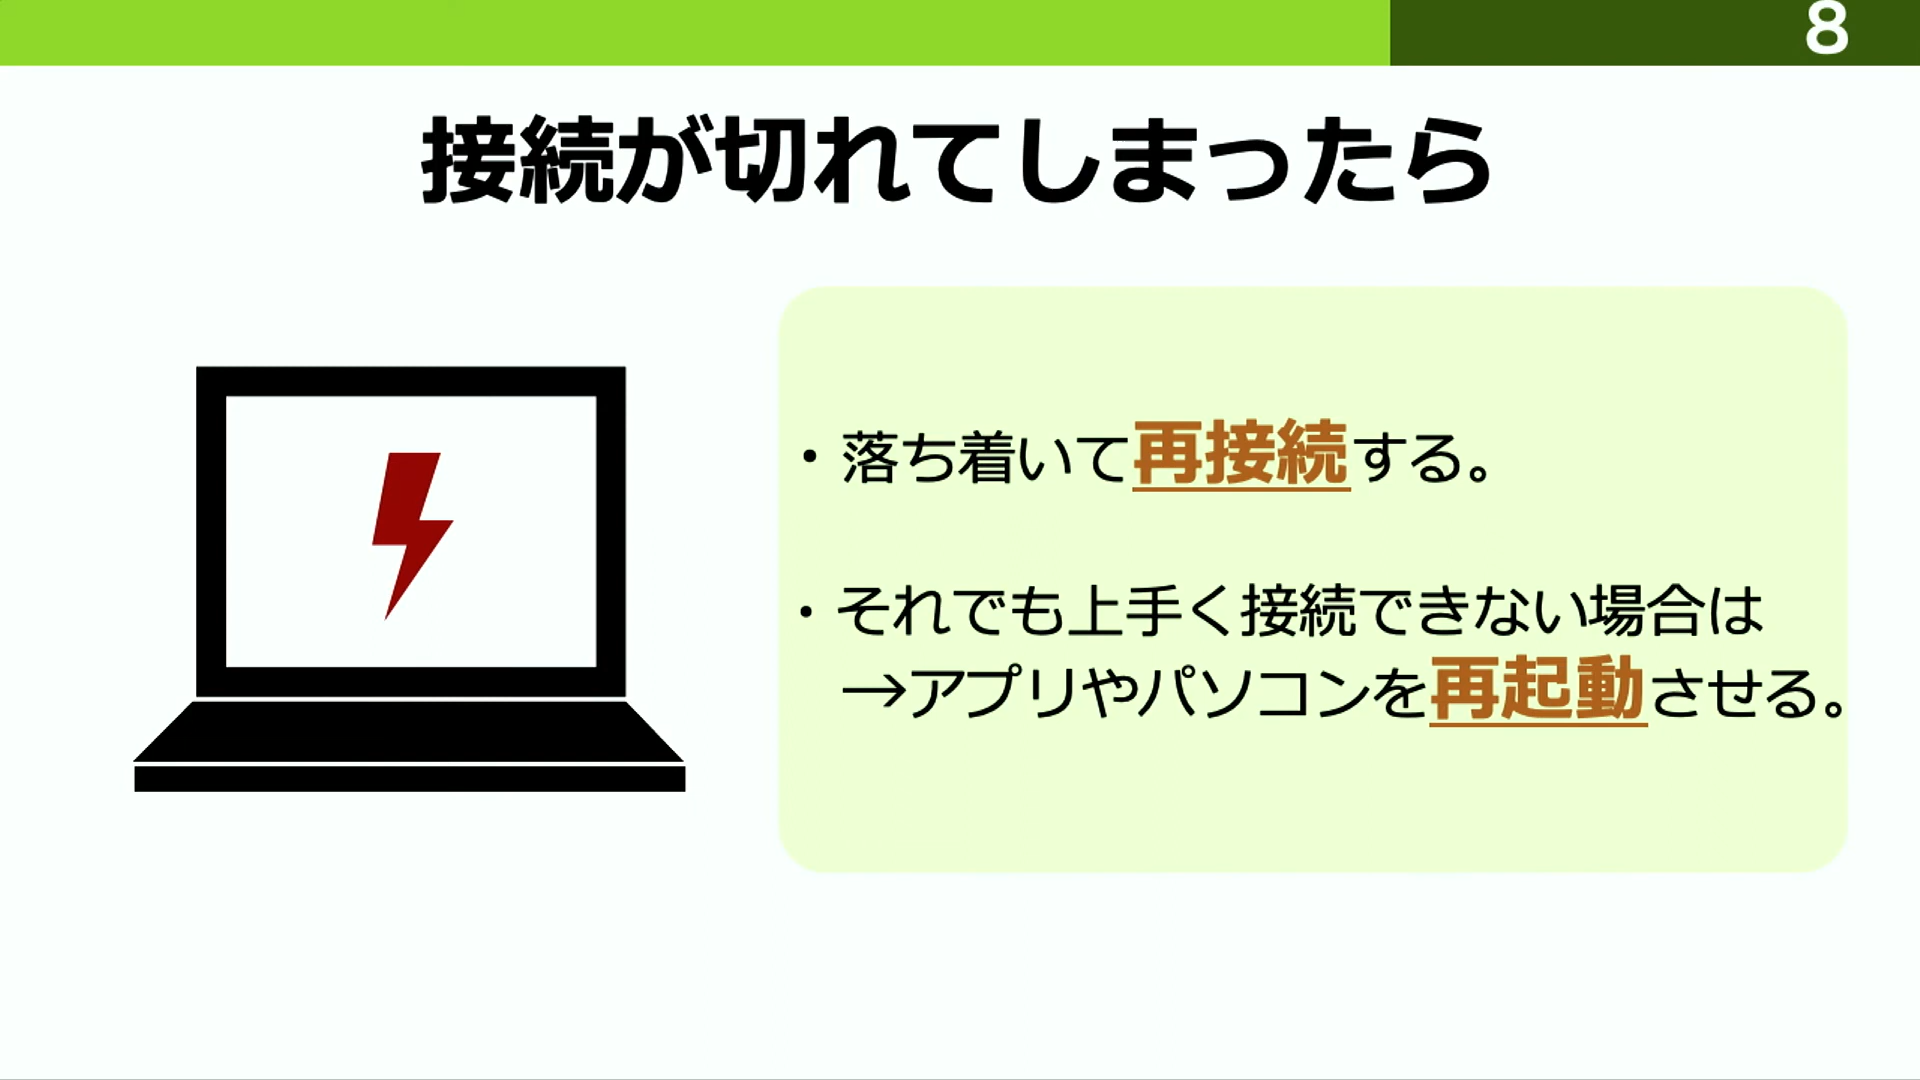 8
接続が切れてしまったら
・落ち着いて再接続する。
・それでも上手く接続できない場合は
→アプリやパソコンを再起動させる。